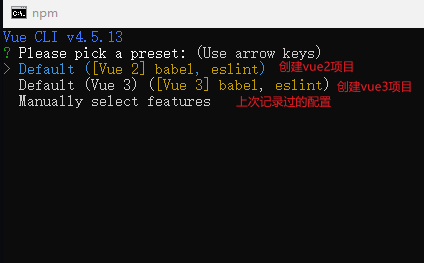 npm
Vue CLI v4.5.13
? Please pick a preset: (Use arrow keys)
> Default ([Vue 2] babel, eslint) 创建vue2项目
Default (Vue 3) ([Vue 3] babel, eslint) 创建vue3项目
Manually select features 上次记录过的配置